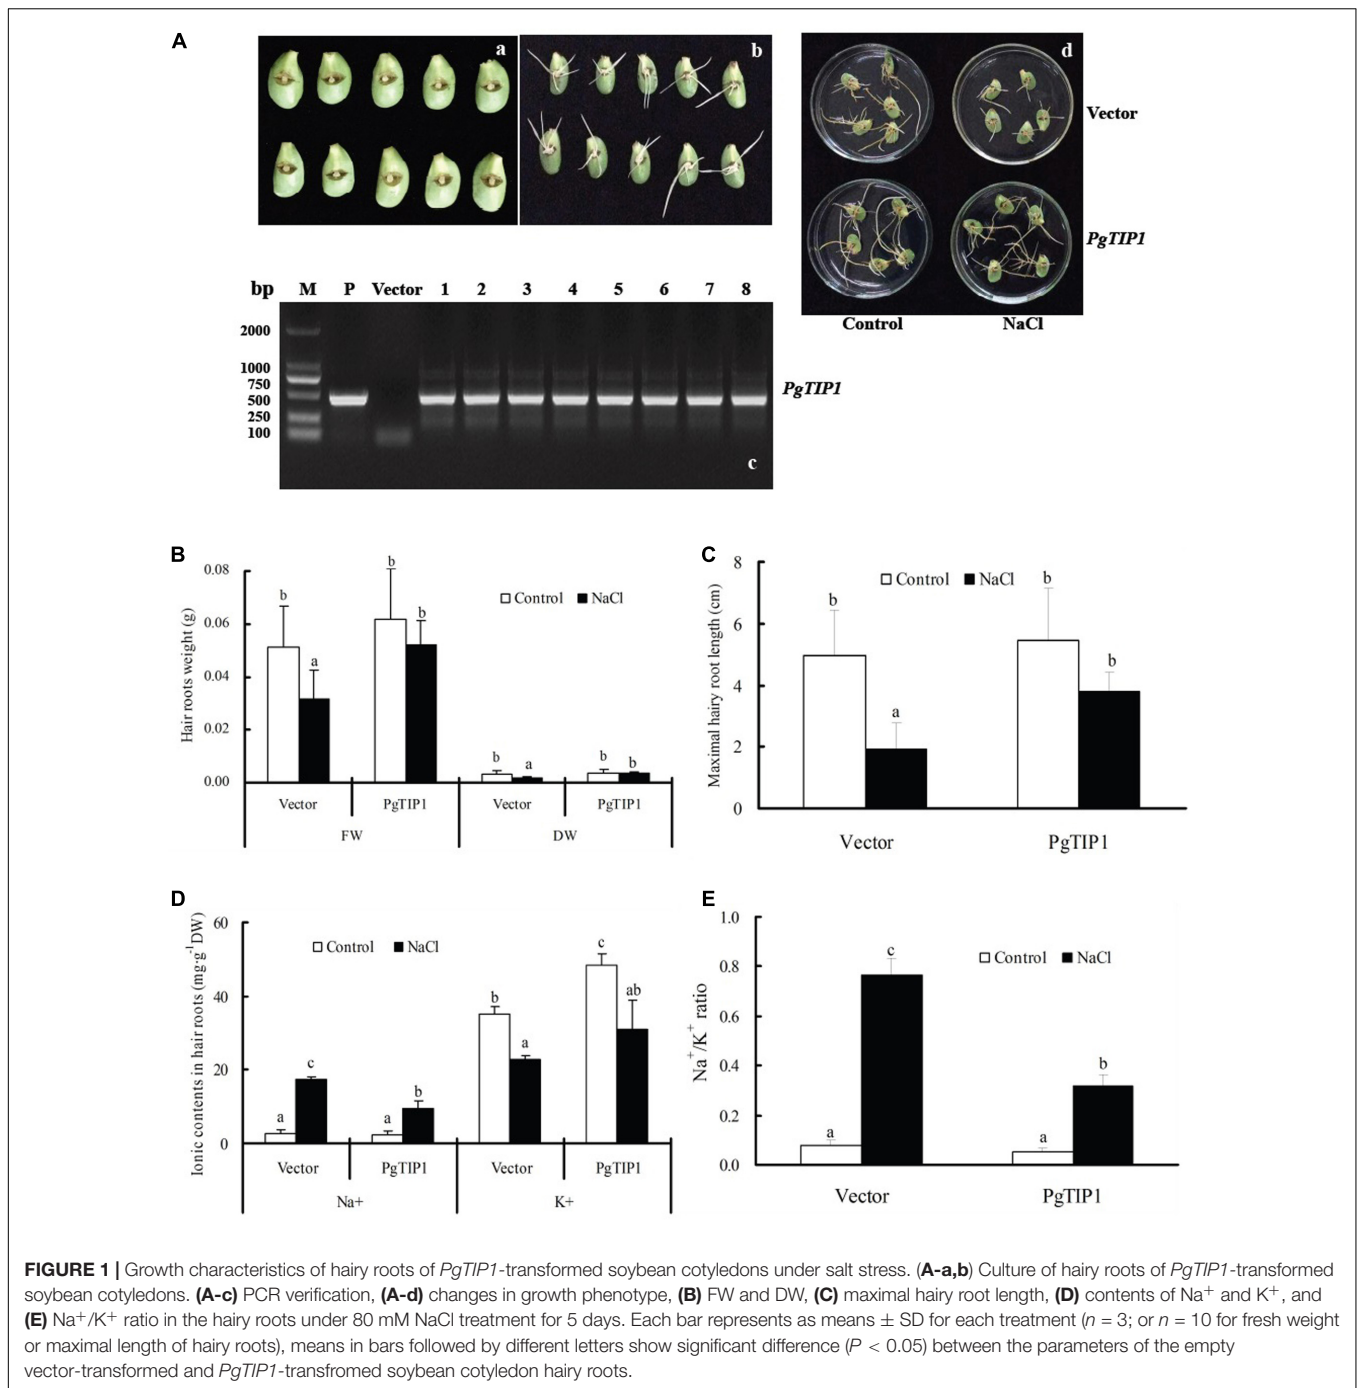 A
a
b
d
Vector
PgTIP1
Control NaCl
bp M P Vector 1 2 3 4 5 6 7 8
2000
1000
750
500
250
100
PgTIP1
c
B
Hair roots weight (g)
0.08
0.06
0.04
0.02
0.00
Control NaCl
b
a
b
b
b
a
b
b
Vector PgTIP1 Vector PgTIP1
FW DW
C
Maximal hairy root length (cm)
8
6
4
2
0
Control NaCl
b
a
b
b
Vector PgTIP1
D
Ionic contents in hair roots (mg·g-1DW)
60
40
20
0
Control NaCl
a
c
a
b
b
a
c
ab
Vector PgTIP1 Vector PgTIP1
Na+ K+
E
Na+/K+ ratio
1.0
0.8
0.6
0.4
0.2
0.0
Control NaCl
a
c
a
b
Vector PgTIP1
FIGURE 1 | Growth characteristics of hairy roots of PgTIP1-transformed soybean cotyledons under salt stress. (A-a,b) Culture of hairy roots of PgTIP1-transformed
soybean cotyledons. (A-c) PCR verification, (A-d) changes in growth phenotype, (B) FW and DW, (C) maximal hairy root length, (D) contents of Na+ and K+, and
(E) Na+/K+ ratio in the hairy roots under 80 mM NaCl treatment for 5 days. Each bar represents as means ± SD for each treatment (n = 3; or n = 10 for fresh weight
or maximal length of hairy roots), means in bars followed by different letters show significant difference (P < 0.05) between the parameters of the empty
vector-transformed and PgTIP1-transfromed soybean cotyledon hairy roots.